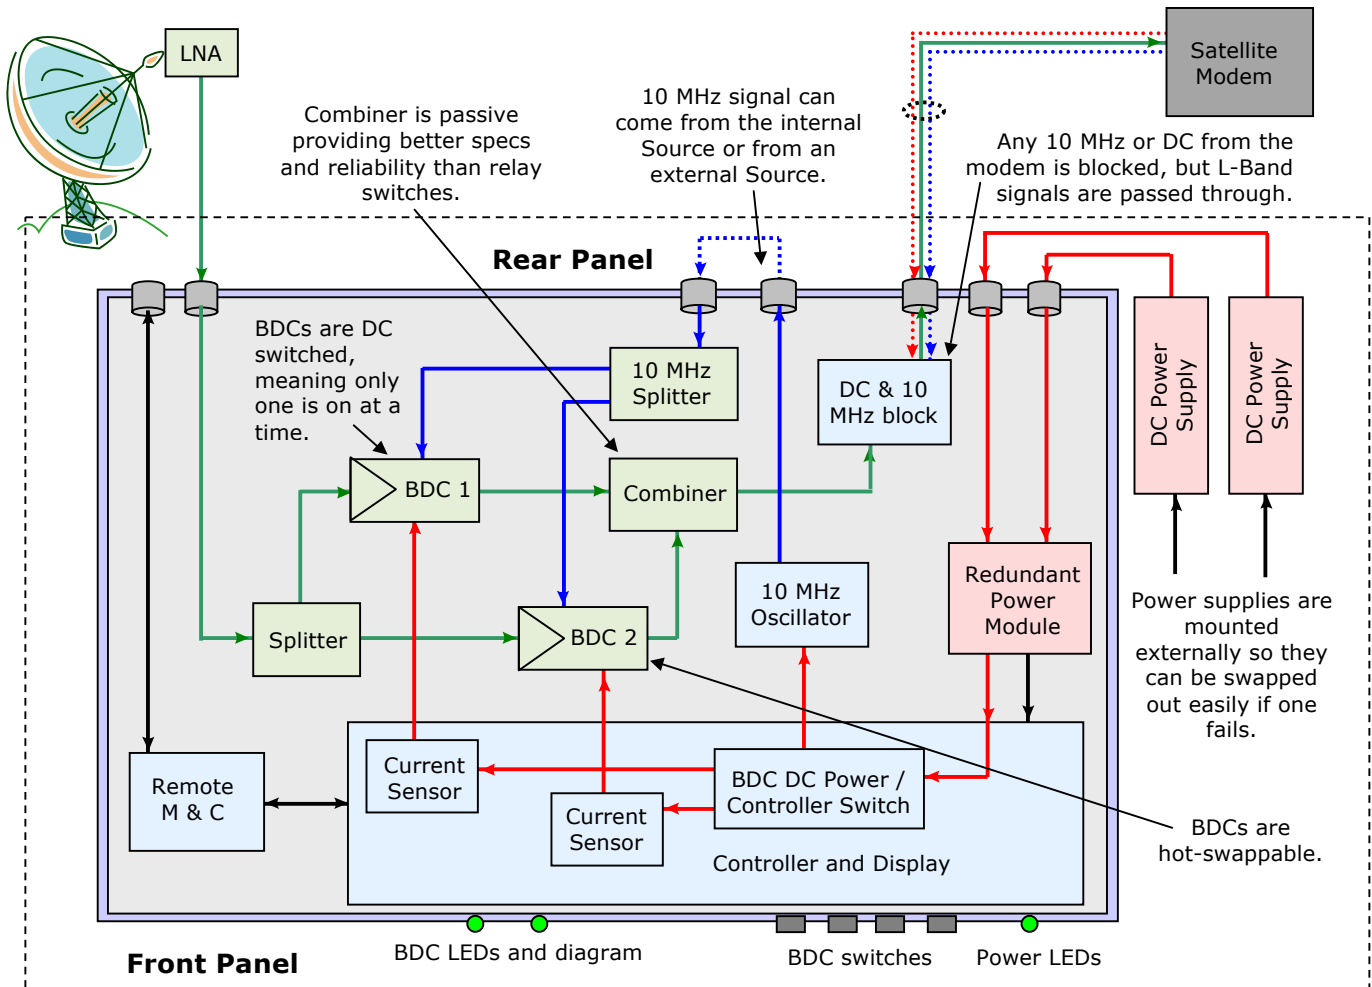 LNA
Satellite
Modem
Combiner is passive
providing better specs
and reliability than relay
switches.
10 MHz signal can
come from the internal
Source or from an
external Source.
Any 10 MHz or DC from the
modem is blocked, but L-Band
signals are passed through.
Rear Panel
BDCs are DC
switched,
meaning only
one is on at a
time.
10 MHz
Splitter
DC & 10
MHz block
DC Power
Supply
DC Power
Supply
BDC 1
Combiner
Splitter
BDC 2
10 MHz
Oscillator
Redundant
Power
Module
Power supplies are
mounted
externally so they
can be swapped
out easily if one
fails.
Remote
M & C
Current
Sensor
Current
Sensor
BDC DC Power /
Controller Switch
Controller and Display
BDCs are
hot-swappable.
Front Panel
BDC LEDs and diagram
BDC switches
Power LEDs